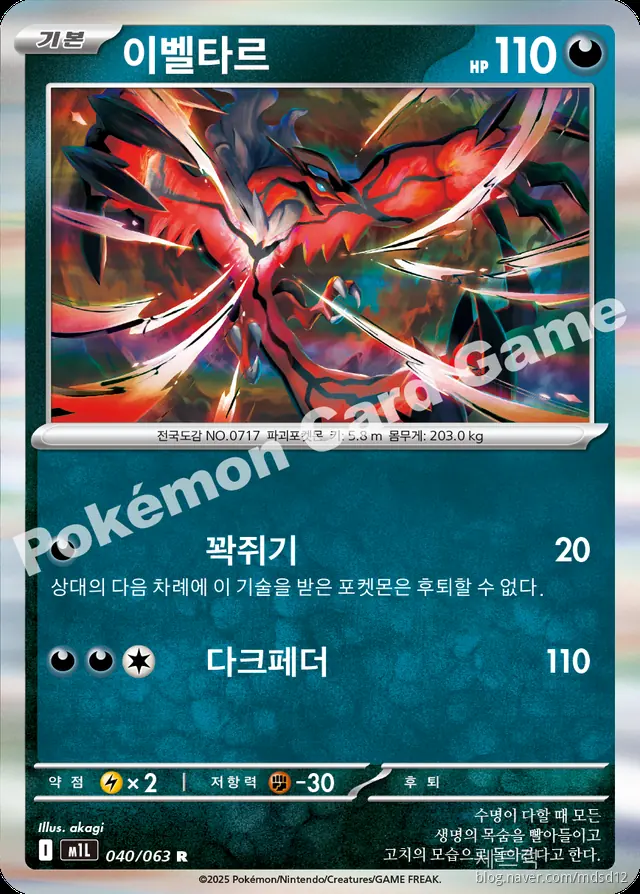 기본
이벨타르
HP 110
전국도감 NO.0717 파괴포켓몬 키: 5.8 m 몸무게: 203.0 kg
Pokémon Card Game
꽉쥐기 20
상대의 다음 차례에 이 기술을 받은 포켓몬은 후퇴할 수 없다.
다크페더 110
약점 ×2 저항력 -30 후퇴
수명이 다할 때 모든
생명의 목숨을 빨아들이고
고치의 모습으로 돌아간다고 한다.
Illus. akagi
I m1L 040/063 R
©2025 Pokémon/Nintendo/Creatures/GAME FREAK.
blog.naver.com/mdsd12